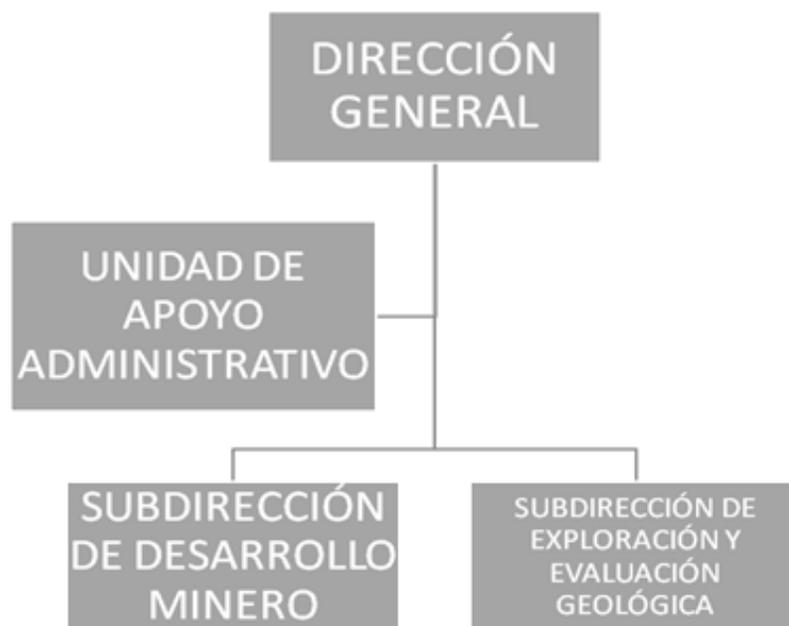 DIRECCIÓN
GENERAL
UNIDAD DE
APOYO
ADMINISTRATIVO
SUBDIRECCIÓN
DE DESARROLLO
MINERO
SUBDIRECCIÓN DE
EXPLORACIÓN Y
EVALUACIÓN
GEOLÓGICA